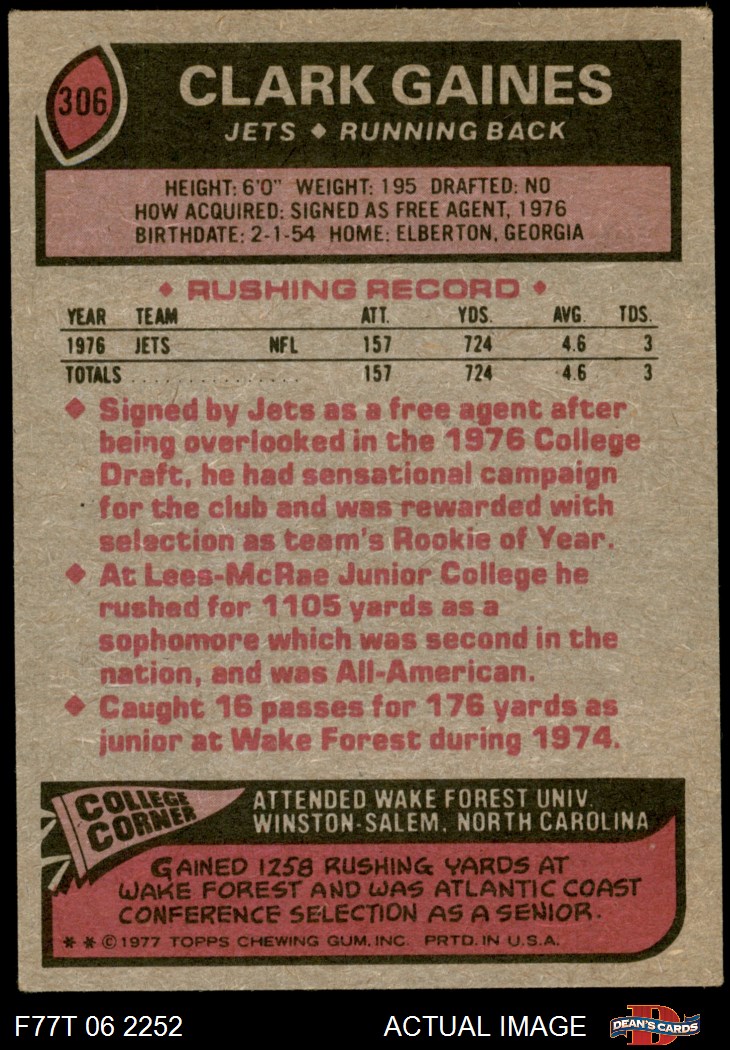 306
CLARK GAINES
JETS ♦ RUNNING BACK
HEIGHT: 6'0" WEIGHT: 195 DRAFTED: NO
HOW ACQUIRED: SIGNED AS FREE AGENT, 1976
BIRTHDATE: 2-1-54 HOME: ELBERTON, GEORGIA
♦ RUSHING RECORD ♦
YEAR TEAM ATT. YDS. AVG. TDS.
1976 JETS NFL 157 724 4.6 3
TOTALS . . . . . . . . . . . . . . . . 157 724 4.6 3
♦ Signed by Jets as a free agent after
being overlooked in the 1976 College
Draft, he had sensational campaign
for the club and was rewarded with
selection as team's Rookie of Year.
♦ At Lees-McRae Junior College he
rushed for 1105 yards as a
sophomore which was second in the
nation, and was All-American.
♦ Caught 16 passes for 176 yards as
junior at Wake Forest during 1974.
COLLEGE
CORNER
ATTENDED WAKE FOREST UNIV.
WINSTON-SALEM, NORTH CAROLINA
GAINED 1258 RUSHING YARDS AT
WAKE FOREST AND WAS ATLANTIC COAST
CONFERENCE SELECTION AS A SENIOR.
* * © 1977 TOPPS CHEWING GUM, INC. PRTD. IN U.S.A.
F77T 06 2252 ACTUAL IMAGE
D
DEAN'S CARDS